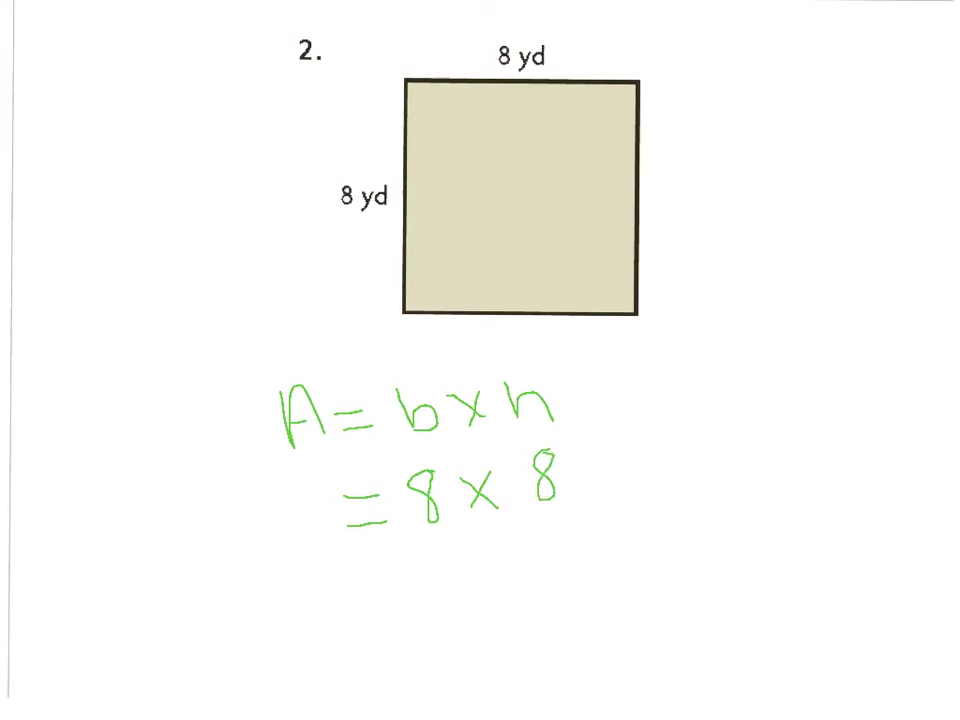 2.
8 yd
8 yd
A = b x h
= 8 x 8